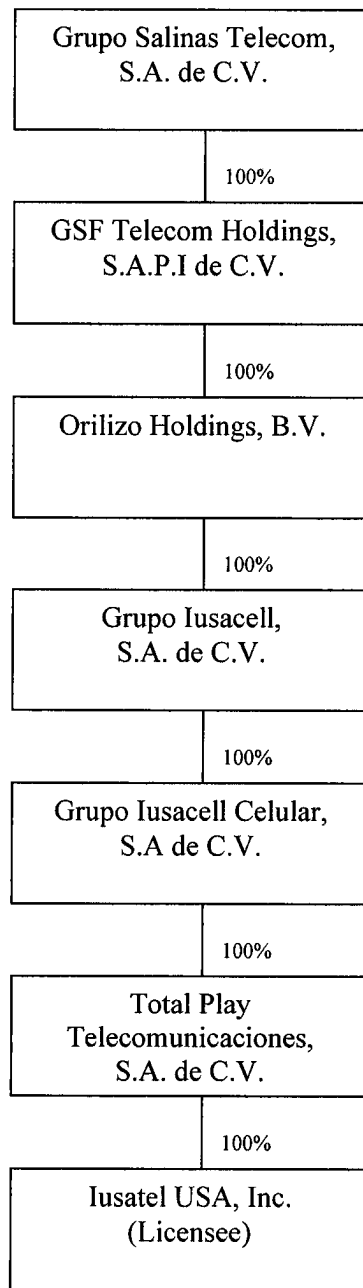 Grupo Salinas Telecom,
S.A. de C.V.
100%
GSF Telecom Holdings,
S.A.P.I de C.V.
100%
Orilizo Holdings, B.V.
100%
Grupo Iusacell,
S.A. de C.V.
100%
Grupo Iusacell Celular,
S.A de C.V.
100%
Total Play
Telecomunicaciones,
S.A. de C.V.
100%
Iusatel USA, Inc.
(Licensee)